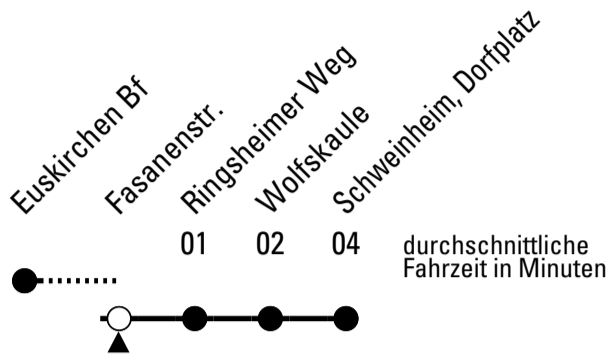 Euskirchen Bf
Fasanenstr.
Ringsheimer Weg
Wolfskaule
Schweinheim, Dorfplatz
01 02 04
durchschnittliche
Fahrzeit in Minuten